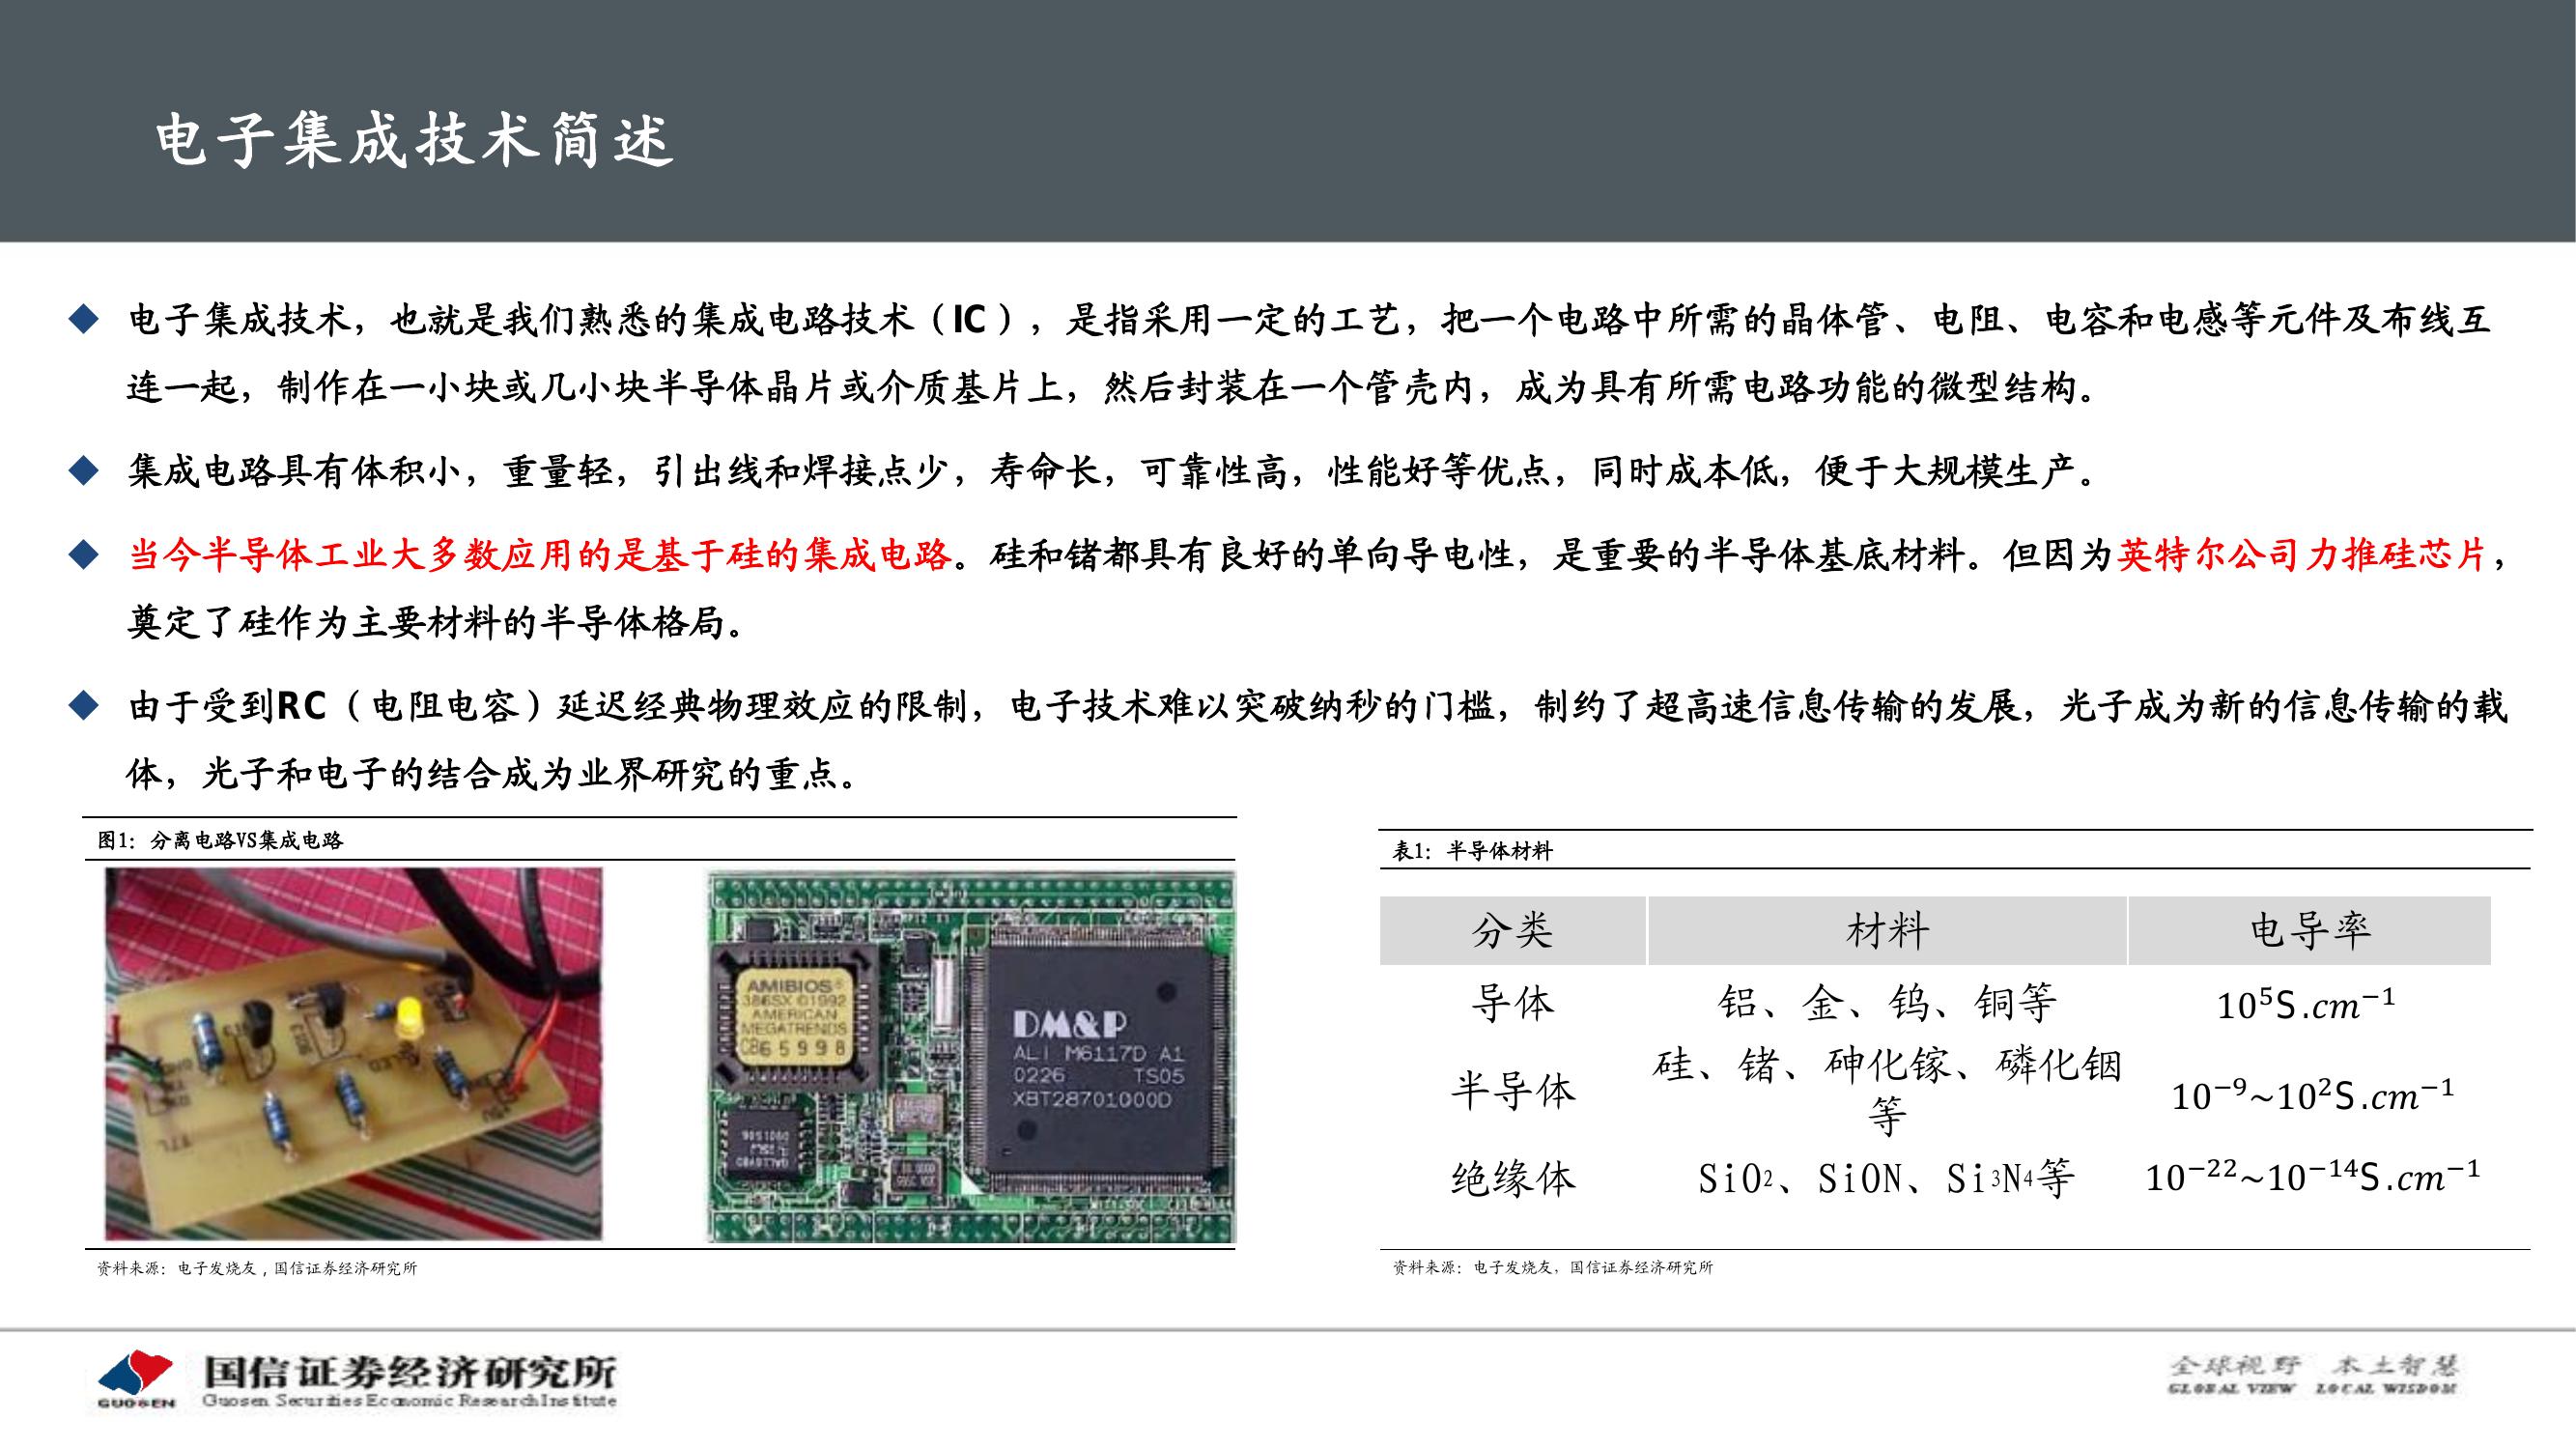 电子集成技术简述
电子集成技术，也就是我们熟悉的集成电路技术（IC），是指采用一定的工艺，把一个电路中所需的晶体管、电阻、电容和电感等元件及布线互
连一起，制作在一小块或几小块半导体晶片或介质基片上，然后封装在一个管壳内，成为具有所需电路功能的微型结构。
集成电路具有体积小，重量轻，引出线和焊接点少，寿命长，可靠性高，性能好等优点，同时成本低，便于大规模生产。
当今半导体工业大多数应用的是基于硅的集成电路。硅和锗都具有良好的单向导电性，是重要的半导体基底材料。但因为英特尔公司力推硅芯片，
奠定了硅作为主要材料的半导体格局。
由于受到RC（电阻电容）延迟经典物理效应的限制，电子技术难以突破纳秒的门槛，制约了超高速信息传输的发展，光子成为新的信息传输的载
体，光子和电子的结合成为业界研究的重点。
图1：分离电路VS集成电路
AMIBIOS®
386SX ©1992
AMERICAN
MEGATRENDS
C865998
DM&P
ALI M6117D A1
0226 TS05
XBT28701000D
资料来源：电子发烧友，国信证券经济研究所
表1：半导体材料
分类 材料 电导率
导体 铝、金、钨、铜等 10⁵S.cm⁻¹
半导体 硅、锗、砷化镓、磷化铟
等 10⁻⁹~10²S.cm⁻¹
绝缘体 SiO₂、SiON、Si₃N₄等 10⁻²²~10⁻¹⁴S.cm⁻¹
资料来源：电子发烧友，国信证券经济研究所
GUOSEN
国信证券经济研究所
Guosen Securities Economic Research Institute
全球视野 本土智慧
GLOBAL VIEW LOCAL WISDOM